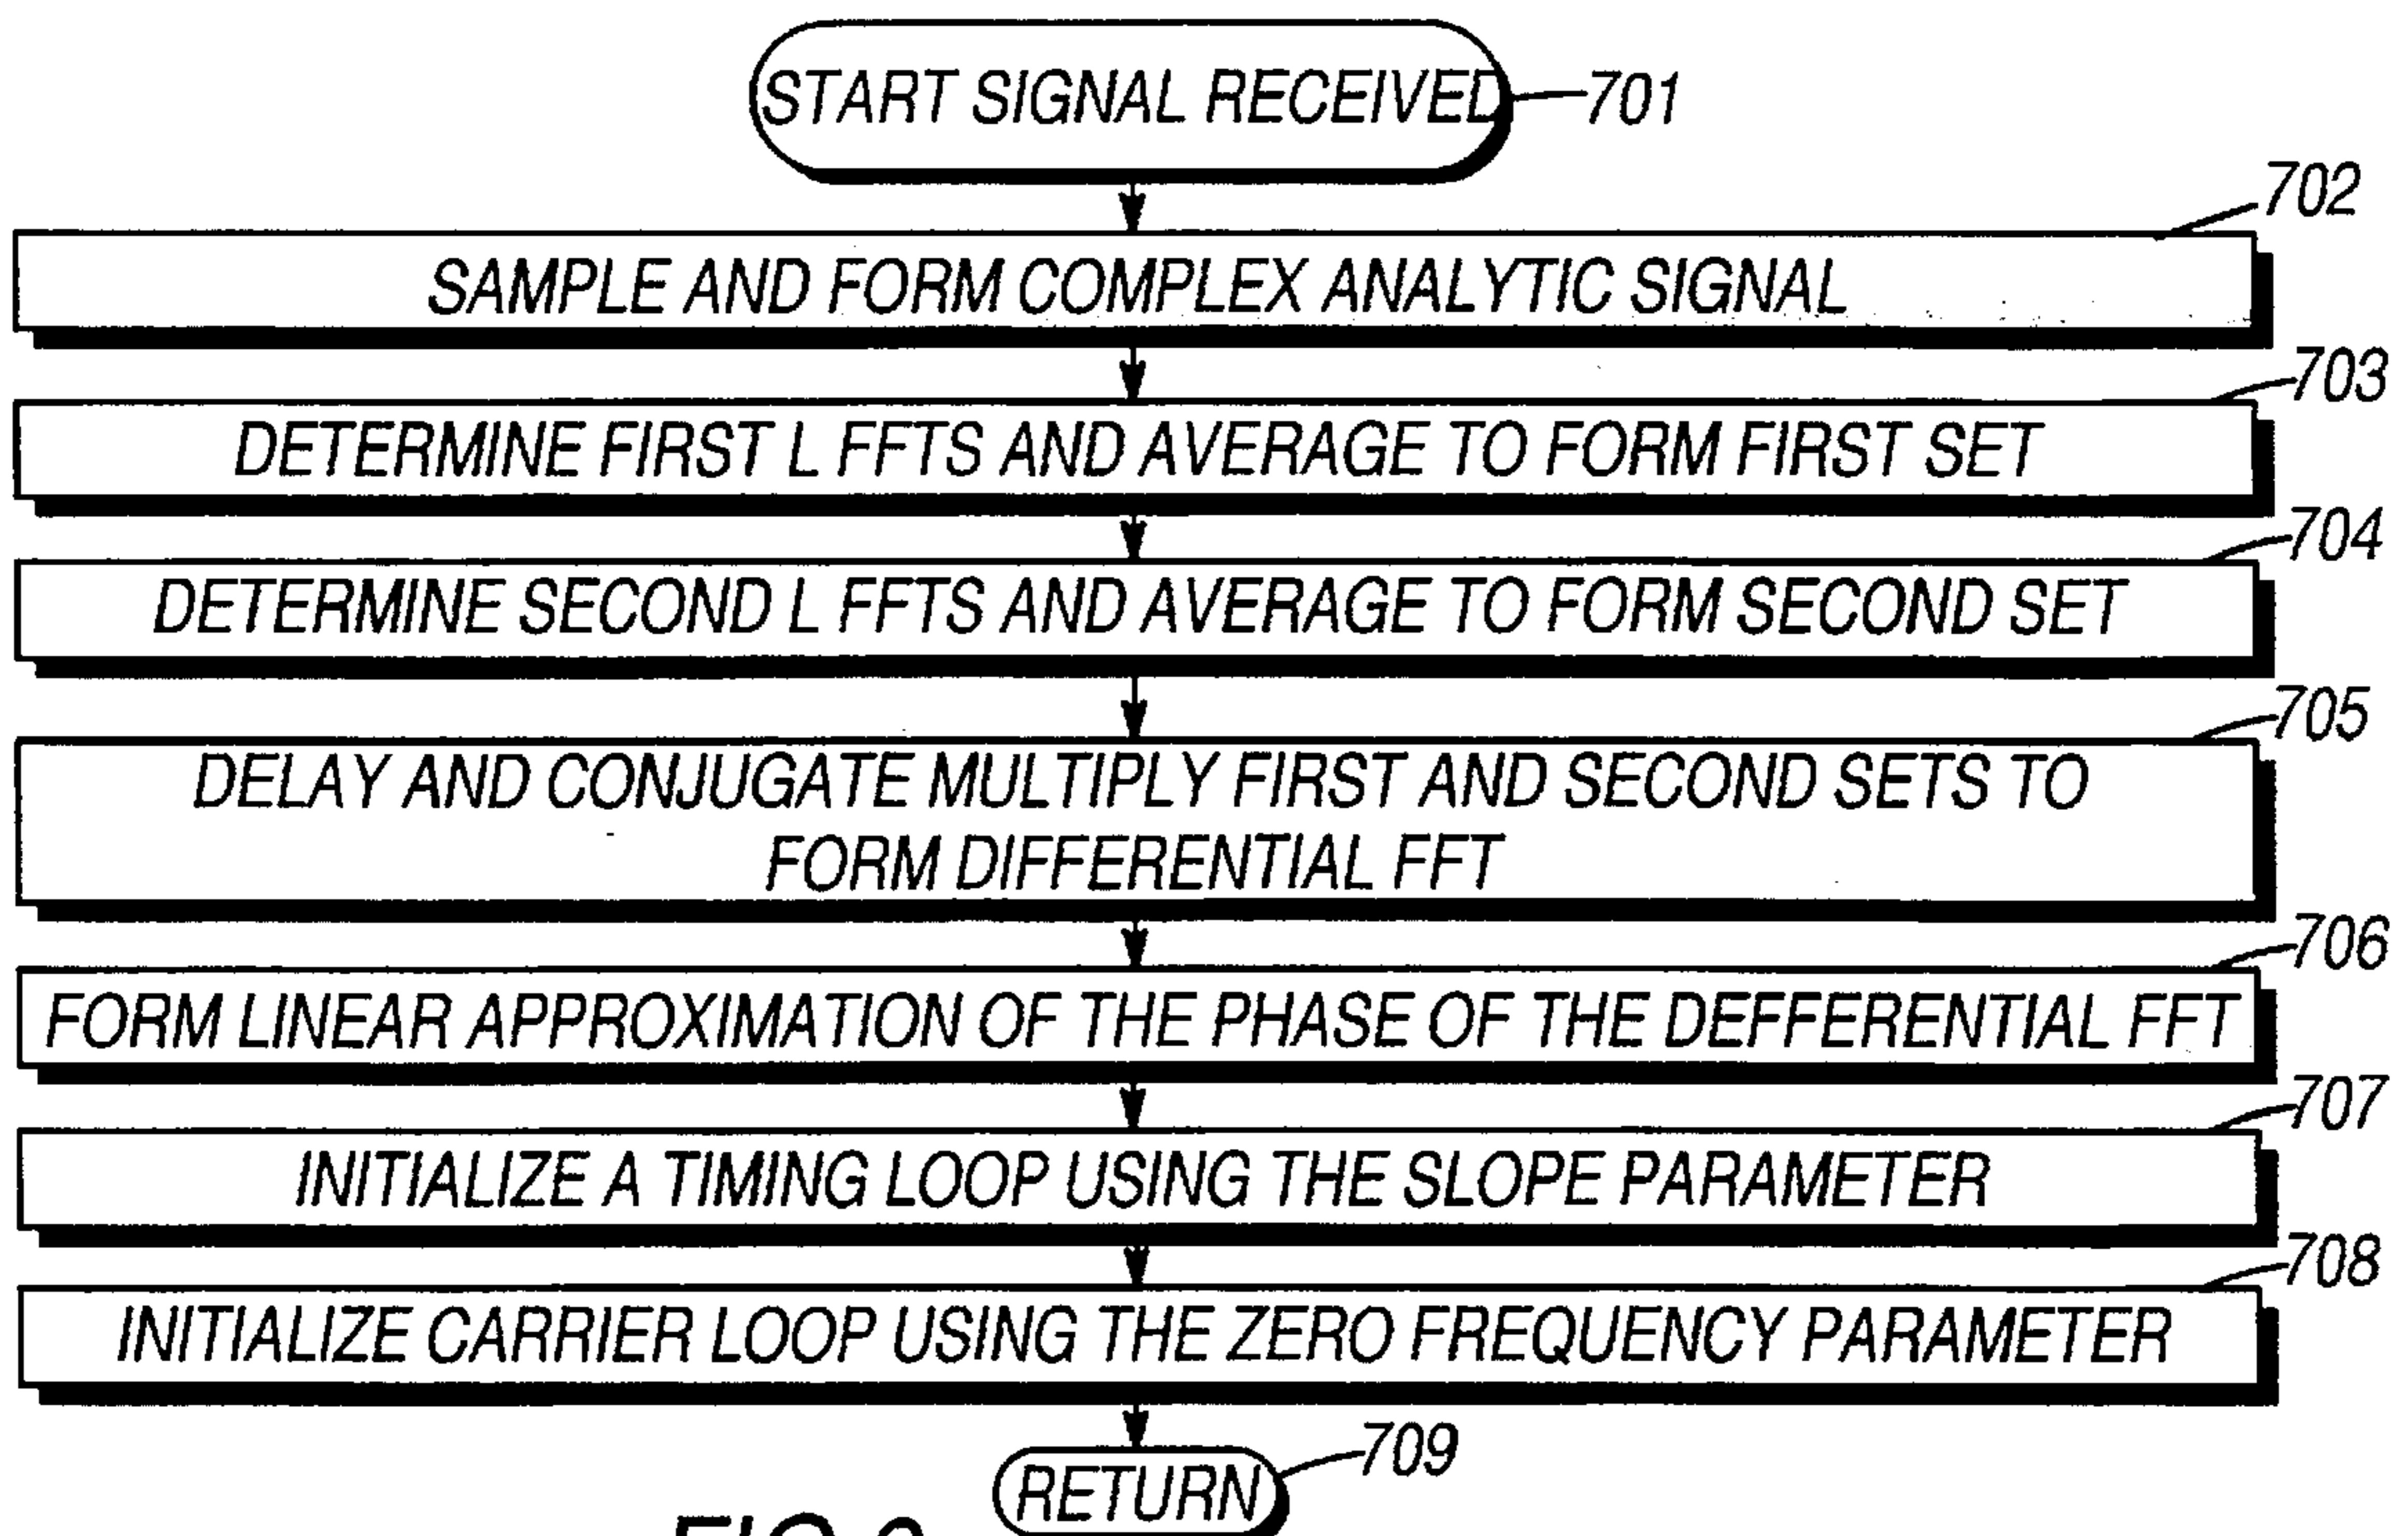 START SIGNAL RECEIVED
701
702
SAMPLE AND FORM COMPLEX ANALYTIC SIGNAL
703
DETERMINE FIRST L FFTS AND AVERAGE TO FORM FIRST SET
704
DETERMINE SECOND L FFTS AND AVERAGE TO FORM SECOND SET
705
DELAY AND CONJUGATE MULTIPLY FIRST AND SECOND SETS TO
FORM DIFFERENTIAL FFT
706
FORM LINEAR APPROXIMATION OF THE PHASE OF THE DEFFERENTIAL FFT
707
INITIALIZE A TIMING LOOP USING THE SLOPE PARAMETER
708
INITIALIZE CARRIER LOOP USING THE ZERO FREQUENCY PARAMETER
709
RETURN